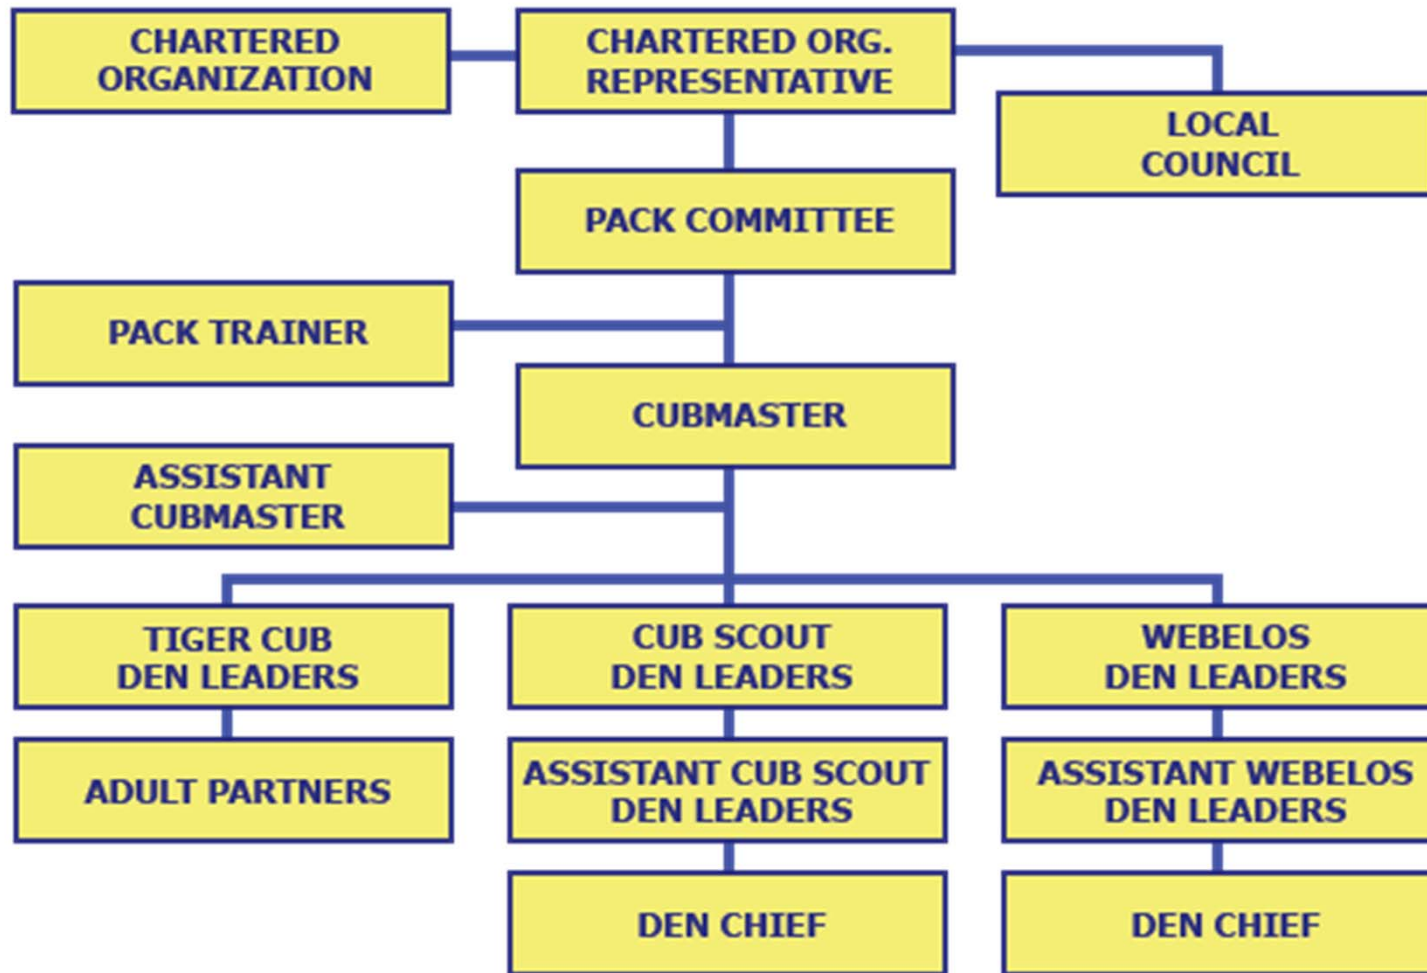 CHARTERED
ORGANIZATION
CHARTERED ORG.
REPRESENTATIVE
LOCAL
COUNCIL
PACK COMMITTEE
PACK TRAINER
CUBMASTER
ASSISTANT
CUBMASTER
TIGER CUB
DEN LEADERS
CUB SCOUT
DEN LEADERS
WEBELOS
DEN LEADERS
ADULT PARTNERS
ASSISTANT CUB SCOUT
DEN LEADERS
ASSISTANT WEBELOS
DEN LEADERS
DEN CHIEF
DEN CHIEF